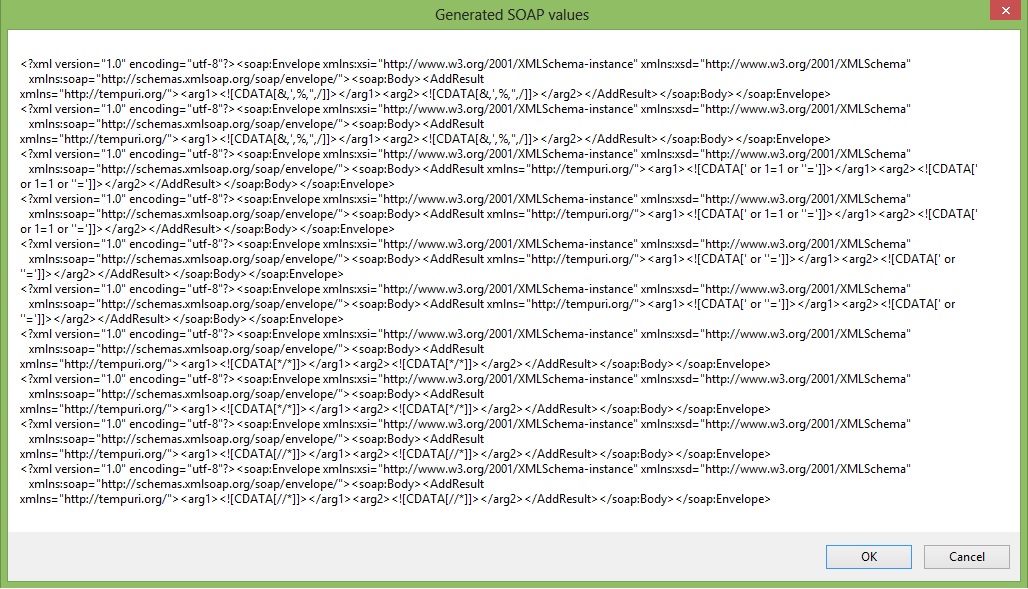 Generated SOAP values
<?xml version="1.0" encoding="utf-8"?><soap:Envelope xmlns:xsi="http://www.w3.org/2001/XMLSchema-instance" xmlns:xsd="http://www.w3.org/2001/XMLSchema"
xmlns:soap="http://schemas.xmlsoap.org/soap/envelope/"><soap:Body><AddResult
xmlns="http://tempuri.org/"><arg1><![CDATA[&,',%,",/]]></arg1><arg2><![CDATA[&,',%,",/]]></arg2></AddResult></soap:Body></soap:Envelope>
<?xml version="1.0" encoding="utf-8"?><soap:Envelope xmlns:xsi="http://www.w3.org/2001/XMLSchema-instance" xmlns:xsd="http://www.w3.org/2001/XMLSchema"
xmlns:soap="http://schemas.xmlsoap.org/soap/envelope/"><soap:Body><AddResult
xmlns="http://tempuri.org/"><arg1><![CDATA[&,',%,",/]]></arg1><arg2><![CDATA[&,',%,",/]]></arg2></AddResult></soap:Body></soap:Envelope>
<?xml version="1.0" encoding="utf-8"?><soap:Envelope xmlns:xsi="http://www.w3.org/2001/XMLSchema-instance" xmlns:xsd="http://www.w3.org/2001/XMLSchema"
xmlns:soap="http://schemas.xmlsoap.org/soap/envelope/"><soap:Body><AddResult xmlns="http://tempuri.org/"><arg1><![CDATA[' or 1=1 or ''=']]></arg1><arg2><![CDATA['
or 1=1 or ''=']]></arg2></AddResult></soap:Body></soap:Envelope>
<?xml version="1.0" encoding="utf-8"?><soap:Envelope xmlns:xsi="http://www.w3.org/2001/XMLSchema-instance" xmlns:xsd="http://www.w3.org/2001/XMLSchema"
xmlns:soap="http://schemas.xmlsoap.org/soap/envelope/"><soap:Body><AddResult xmlns="http://tempuri.org/"><arg1><![CDATA[' or 1=1 or ''=']]></arg1><arg2><![CDATA['
or 1=1 or ''=']]></arg2></AddResult></soap:Body></soap:Envelope>
<?xml version="1.0" encoding="utf-8"?><soap:Envelope xmlns:xsi="http://www.w3.org/2001/XMLSchema-instance" xmlns:xsd="http://www.w3.org/2001/XMLSchema"
xmlns:soap="http://schemas.xmlsoap.org/soap/envelope/"><soap:Body><AddResult xmlns="http://tempuri.org/"><arg1><![CDATA[' or ''=']]></arg1><arg2><![CDATA[' or
''=']]></arg2></AddResult></soap:Body></soap:Envelope>
<?xml version="1.0" encoding="utf-8"?><soap:Envelope xmlns:xsi="http://www.w3.org/2001/XMLSchema-instance" xmlns:xsd="http://www.w3.org/2001/XMLSchema"
xmlns:soap="http://schemas.xmlsoap.org/soap/envelope/"><soap:Body><AddResult xmlns="http://tempuri.org/"><arg1><![CDATA[' or ''=']]></arg1><arg2><![CDATA[' or
''=']]></arg2></AddResult></soap:Body></soap:Envelope>
<?xml version="1.0" encoding="utf-8"?><soap:Envelope xmlns:xsi="http://www.w3.org/2001/XMLSchema-instance" xmlns:xsd="http://www.w3.org/2001/XMLSchema"
xmlns:soap="http://schemas.xmlsoap.org/soap/envelope/"><soap:Body><AddResult
xmlns="http://tempuri.org/"><arg1><![CDATA[*/*]]></arg1><arg2><![CDATA[*/*]]></arg2></AddResult></soap:Body></soap:Envelope>
<?xml version="1.0" encoding="utf-8"?><soap:Envelope xmlns:xsi="http://www.w3.org/2001/XMLSchema-instance" xmlns:xsd="http://www.w3.org/2001/XMLSchema"
xmlns:soap="http://schemas.xmlsoap.org/soap/envelope/"><soap:Body><AddResult
xmlns="http://tempuri.org/"><arg1><![CDATA[*/*]]></arg1><arg2><![CDATA[*/*]]></arg2></AddResult></soap:Body></soap:Envelope>
<?xml version="1.0" encoding="utf-8"?><soap:Envelope xmlns:xsi="http://www.w3.org/2001/XMLSchema-instance" xmlns:xsd="http://www.w3.org/2001/XMLSchema"
xmlns:soap="http://schemas.xmlsoap.org/soap/envelope/"><soap:Body><AddResult
xmlns="http://tempuri.org/"><arg1><![CDATA[//*]]></arg1><arg2><![CDATA[//*]]></arg2></AddResult></soap:Body></soap:Envelope>
<?xml version="1.0" encoding="utf-8"?><soap:Envelope xmlns:xsi="http://www.w3.org/2001/XMLSchema-instance" xmlns:xsd="http://www.w3.org/2001/XMLSchema"
xmlns:soap="http://schemas.xmlsoap.org/soap/envelope/"><soap:Body><AddResult
xmlns="http://tempuri.org/"><arg1><![CDATA[//*]]></arg1><arg2><![CDATA[//*]]></arg2></AddResult></soap:Body></soap:Envelope>
OK
Cancel